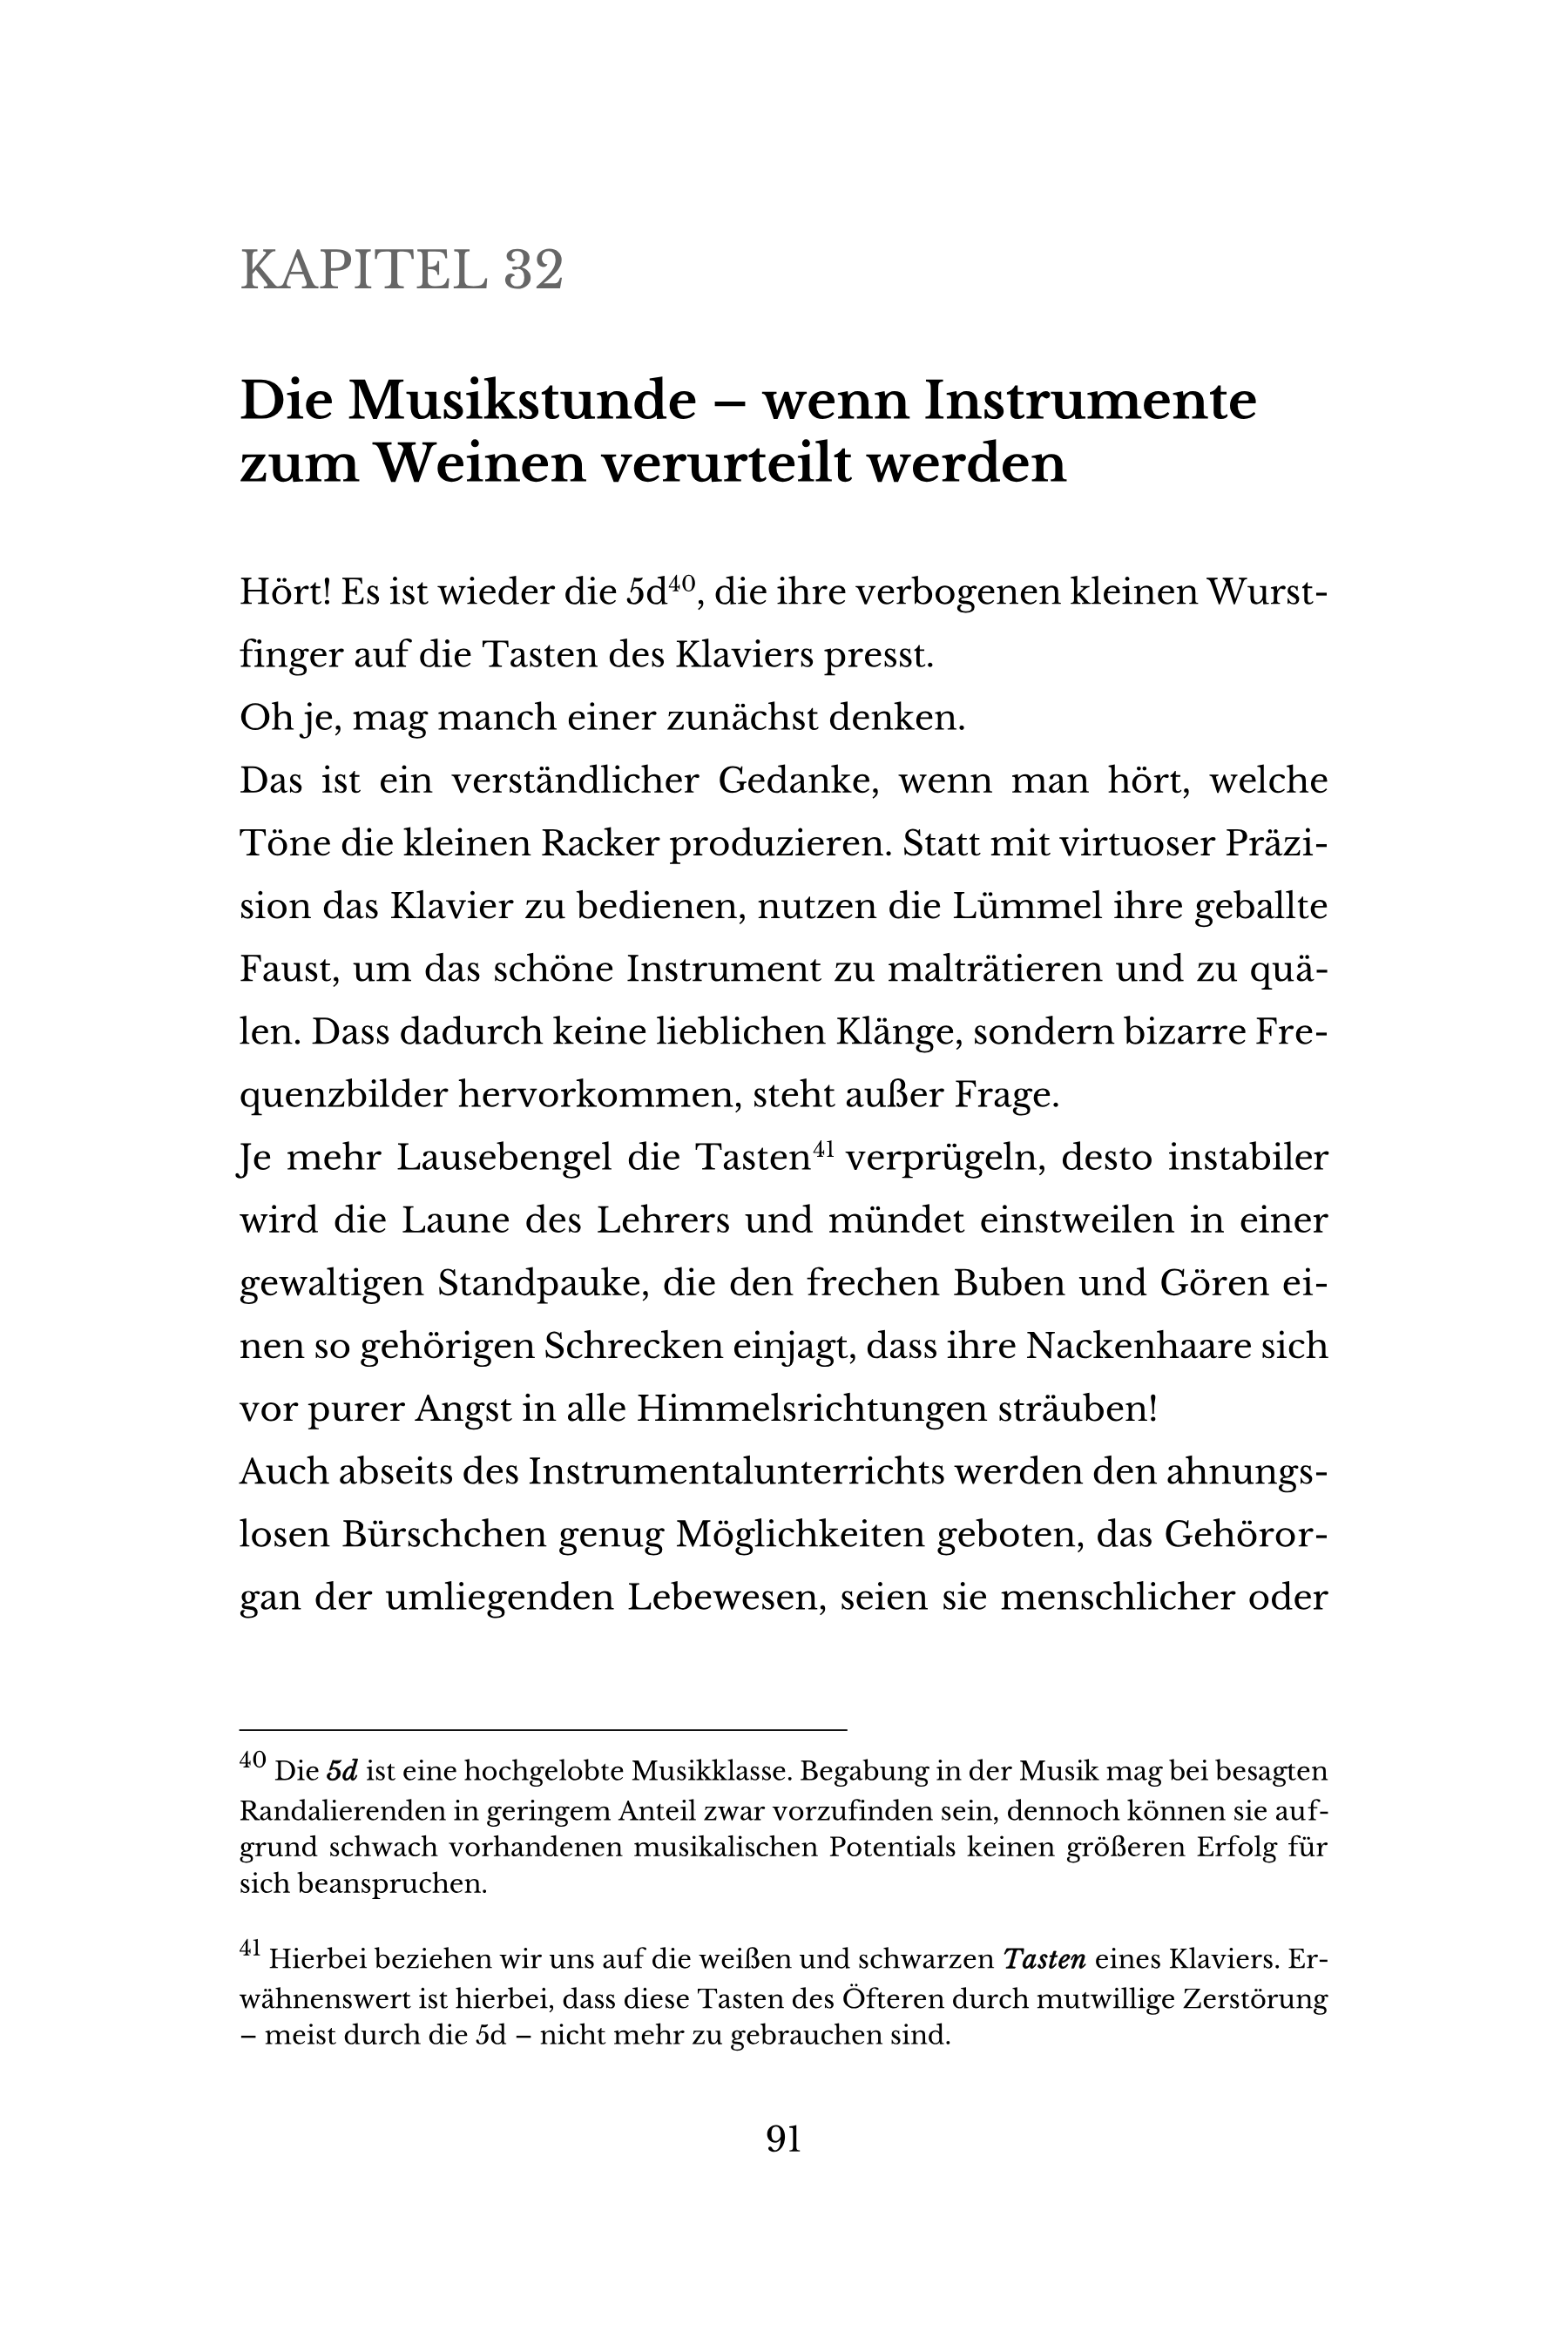 KAPITEL 32
Die Musikstunde – wenn Instrumente
zum Weinen verurteilt werden
Hört! Es ist wieder die 5d⁴⁰, die ihre verbogenen kleinen Wurst-
finger auf die Tasten des Klaviers presst.
Oh je, mag manch einer zunächst denken.
Das ist ein verständlicher Gedanke, wenn man hört, welche
Töne die kleinen Racker produzieren. Statt mit virtuoser Präzi-
sion das Klavier zu bedienen, nutzen die Lümmel ihre geballte
Faust, um das schöne Instrument zu malträtieren und zu quä-
len. Dass dadurch keine lieblichen Klänge, sondern bizarre Fre-
quenzbilder hervorkommen, steht außer Frage.
Je mehr Lausebengel die Tasten⁴¹ verprügeln, desto instabiler
wird die Laune des Lehrers und mündet einstweilen in einer
gewaltigen Standpauke, die den frechen Buben und Gören ei-
nen so gehörigen Schrecken einjagt, dass ihre Nackenhaare sich
vor purer Angst in alle Himmelsrichtungen sträuben!
Auch abseits des Instrumentalunterrichts werden den ahnungs-
losen Bürschchen genug Möglichkeiten geboten, das Gehöror-
gan der umliegenden Lebewesen, seien sie menschlicher oder
⁴⁰ Die 5d ist eine hochgelobte Musikklasse. Begabung in der Musik mag bei besagten
Randalierenden in geringem Anteil zwar vorzufinden sein, dennoch können sie auf-
grund schwach vorhandenen musikalischen Potentials keinen größeren Erfolg für
sich beanspruchen.
⁴¹ Hierbei beziehen wir uns auf die weißen und schwarzen Tasten eines Klaviers. Er-
wähnenswert ist hierbei, dass diese Tasten des Öfteren durch mutwillige Zerstörung
– meist durch die 5d – nicht mehr zu gebrauchen sind.
91